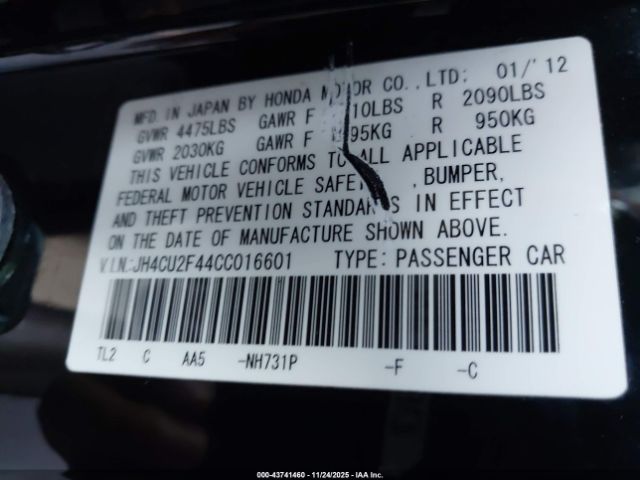 MFD. IN JAPAN BY HONDA MOTOR CO.,LTD: 01/'12
GVWR 4475LBS GAWR F 10LBS R 2090LBS
GVWR 2030KG GAWR F 95KG R 950KG
THIS VEHICLE CONFORMS TO ALL APPLICABLE
FEDERAL MOTOR VEHICLE SAFET ,BUMPER,
AND THEFT PREVENTION STANDARDS IN EFFECT
ON THE DATE OF MANUFACTURE SHOWN ABOVE.
V.I.N.:JH4CU2F44CC016601 TYPE: PASSENGER CAR
TL2 C AA5 -NH731P -F -C
000-43741460 - 11/24/2025 - IAA Inc.